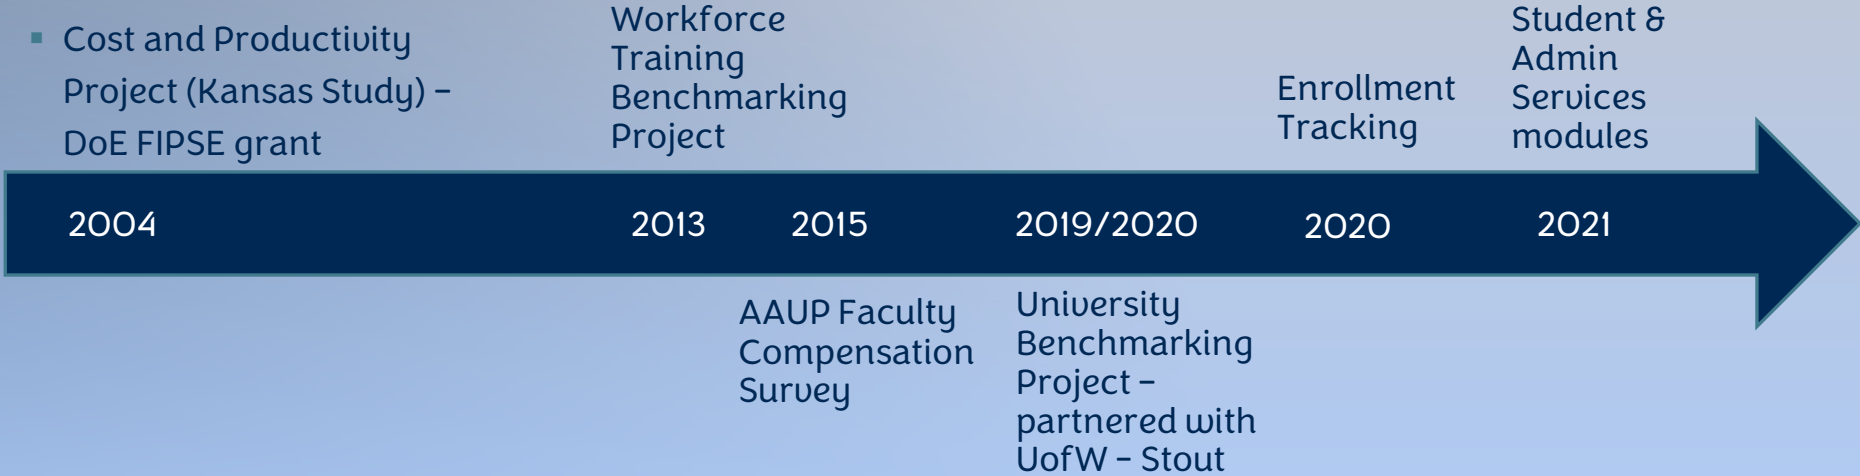 ▪ Cost and Productivity
Project (Kansas Study) –
DoE FIPSE grant
Workforce
Training
Benchmarking
Project
Enrollment
Tracking
Student &
Admin
Services
modules
2004
2013
2015
2019/2020
2020
2021
AAUP Faculty
Compensation
Survey
University
Benchmarking
Project –
partnered with
UofW – Stout